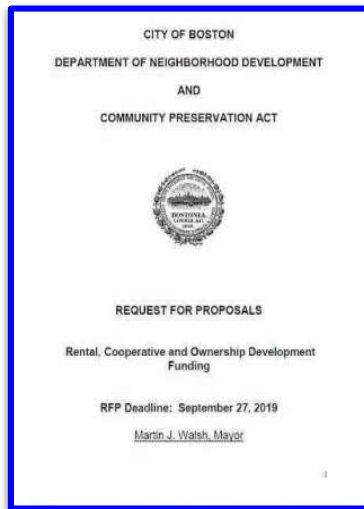 CITY OF BOSTON
DEPARTMENT OF NEIGHBORHOOD DEVELOPMENT
AND
COMMUNITY PRESERVATION ACT
BOSTONIA
REQUEST FOR PROPOSALS
Rental, Cooperative and Ownership Development
Funding
RFP Deadline: September 27, 2019
Martin J. Walsh, Mayor